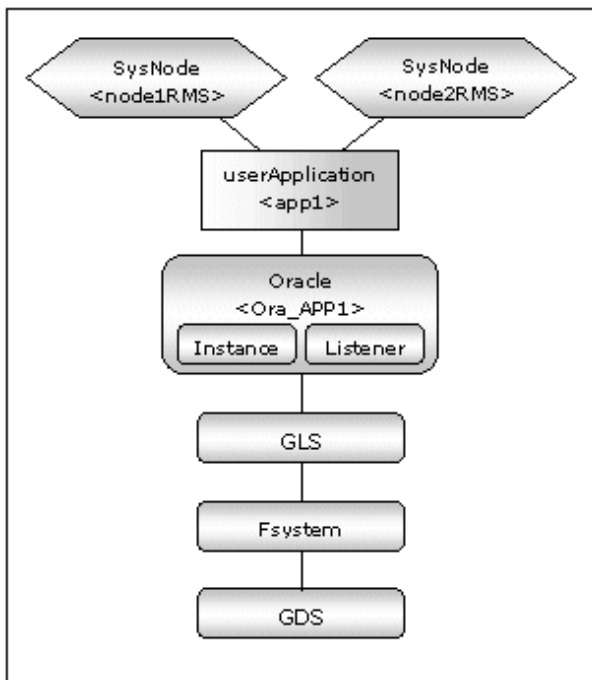 SysNode
<node1RMS>
SysNode
<node2RMS>
userApplication
<app1>
Oracle
<Ora_APP1>
Instance
Listener
GLS
Fsystem
GDS